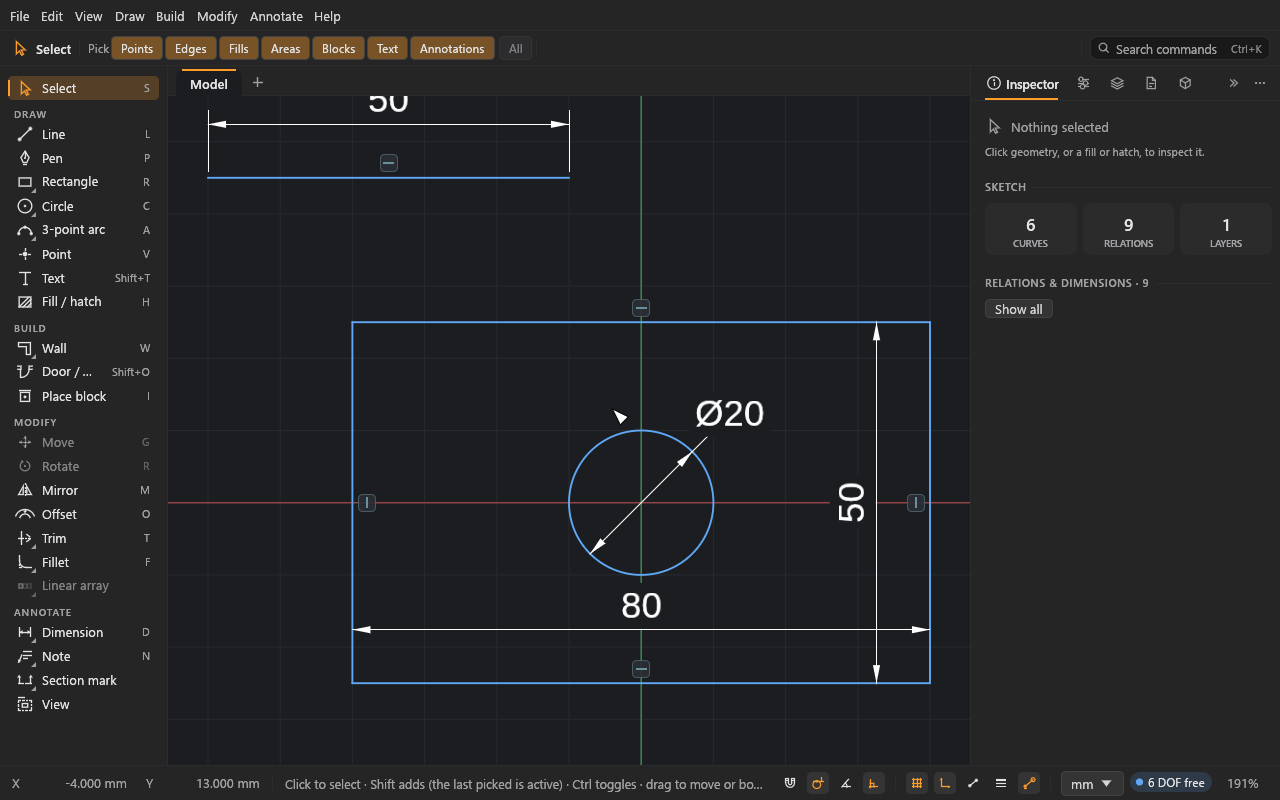 File Edit View Draw Build Modify Annotate Help
Select Pick Points Edges Fills Areas Blocks Text Annotations All Search commands Ctrl+K
Select S
DRAW
Line L
Pen P
Rectangle R
Circle C
3-point arc A
Point V
Text Shift+T
Fill / hatch H
BUILD
Wall W
Door / ... Shift+O
Place block I
MODIFY
Move G
Rotate R
Mirror M
Offset O
Trim T
Fillet F
Linear array
ANNOTATE
Dimension D
Note N
Section mark
View
Model +
50
Ø20
50
80
Inspector
Nothing selected
Click geometry, or a fill or hatch, to inspect it.
SKETCH
6 9 1
CURVES RELATIONS LAYERS
RELATIONS & DIMENSIONS · 9
Show all
X -4.000 mm Y 13.000 mm Click to select · Shift adds (the last picked is active) · Ctrl toggles · drag to move or bo... mm 6 DOF free 191%